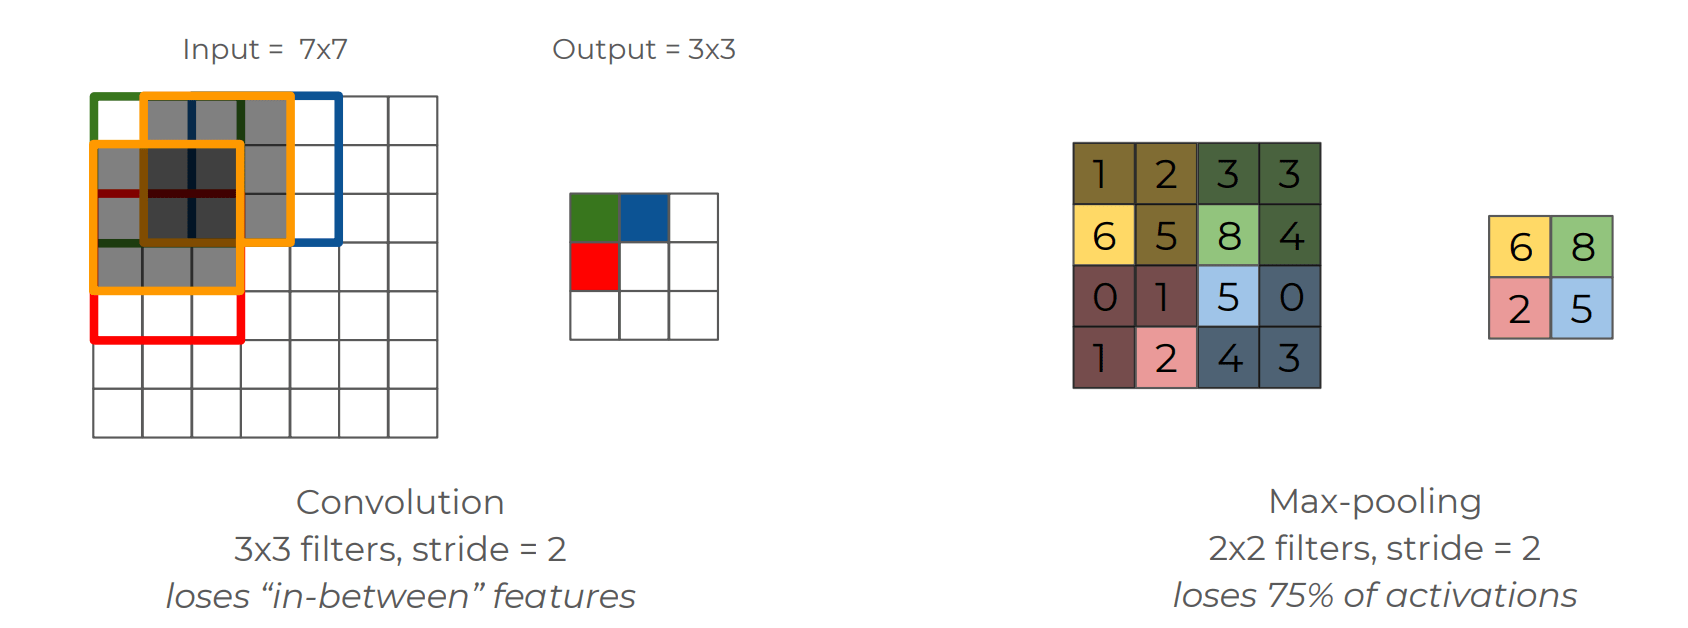 Input = 7x7
Output = 3x3
1 2 3 3
6 5 8 4
0 1 5 0
1 2 4 3
6 8
2 5
Convolution
3x3 filters, stride = 2
loses “in-between” features
Max-pooling
2x2 filters, stride = 2
loses 75% of activations